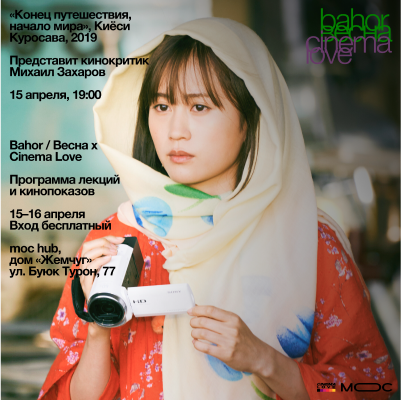 «Конец путешествия,
начало мира», Киёси
Куросава, 2019
Представит кинокритик
Михаил Захаров
15 апреля, 19:00
Bahor / Весна х
Cinema Love
Программа лекций
и кинопоказов
15–16 апреля
Вход бесплатный
moc hub,
дом «Жемчуг»
ул. Буюк Турон, 77
bahor
весна
cinema
love
MOC